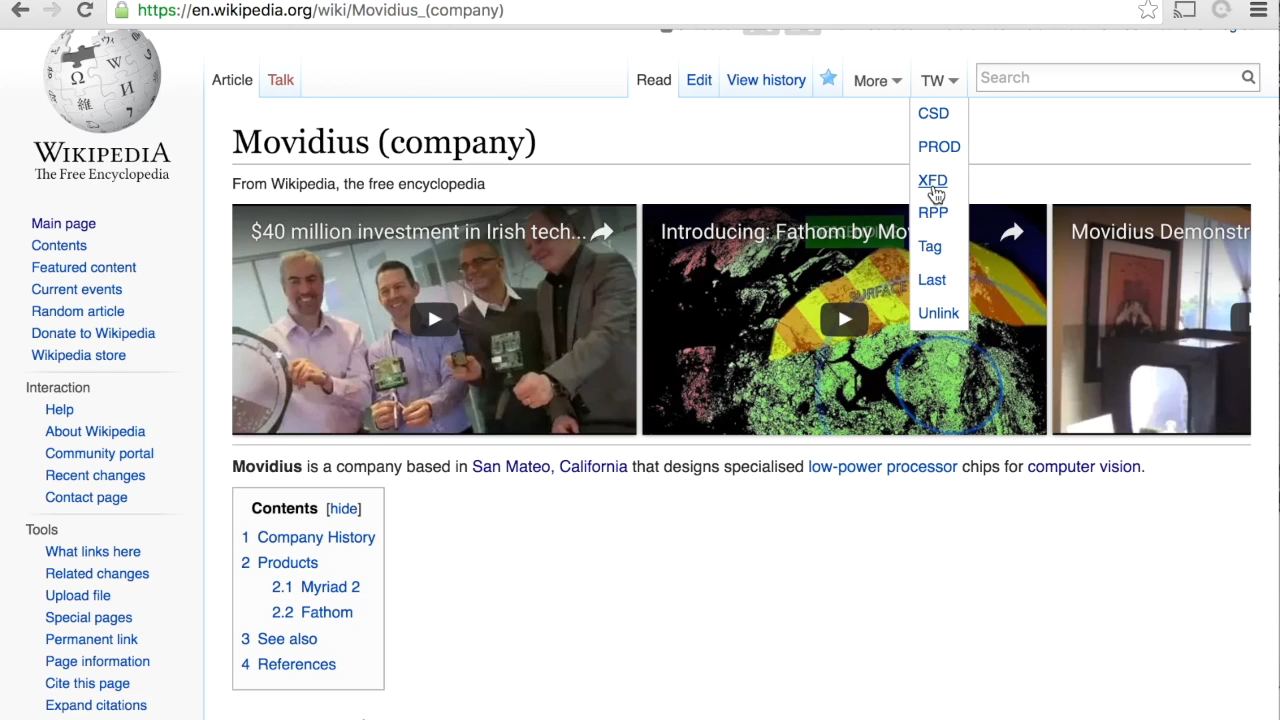 https://en.wikipedia.org/wiki/Movidius_(company)
WIKIPEDIA
The Free Encyclopedia
Article Talk Read Edit View history More TW Search
CSD
PROD
XFD
RPP
Tag
Last
Unlink
Movidius (company)
From Wikipedia, the free encyclopedia
$40 million investment in Irish tech...
Introducing: Fathom by Mo
SURFACE
Movidius Demonstr
Movidius is a company based in San Mateo, California that designs specialised low-power processor chips for computer vision.
Contents [hide]
1 Company History
2 Products
2.1 Myriad 2
2.2 Fathom
3 See also
4 References
Main page
Contents
Featured content
Current events
Random article
Donate to Wikipedia
Wikipedia store
Interaction
Help
About Wikipedia
Community portal
Recent changes
Contact page
Tools
What links here
Related changes
Upload file
Special pages
Permanent link
Page information
Cite this page
Expand citations